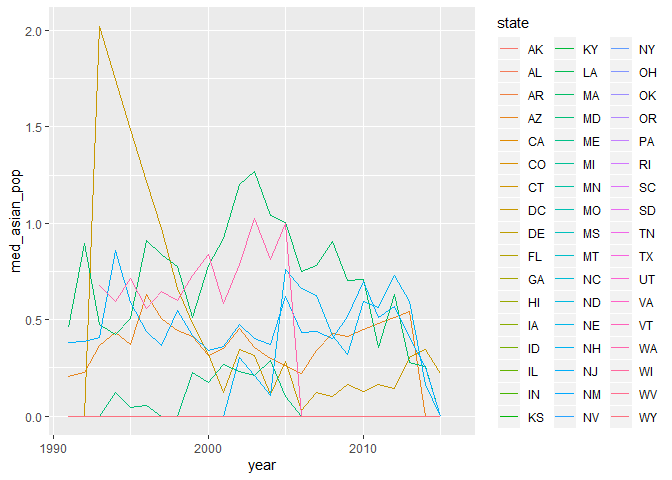 state
2.0
1.5
1.0
0.5
0.0
med_asian_pop
1990
2000
2010
year
AK KY NY
AL LA OH
AR MA OK
AZ MD OR
CA ME PA
CO MI RI
CT MN SC
DC MO SD
DE MS TN
FL MT TX
GA NC UT
HI ND VA
IA NE VT
ID NH WA
IL NJ WI
IN NM WV
KS NV WY